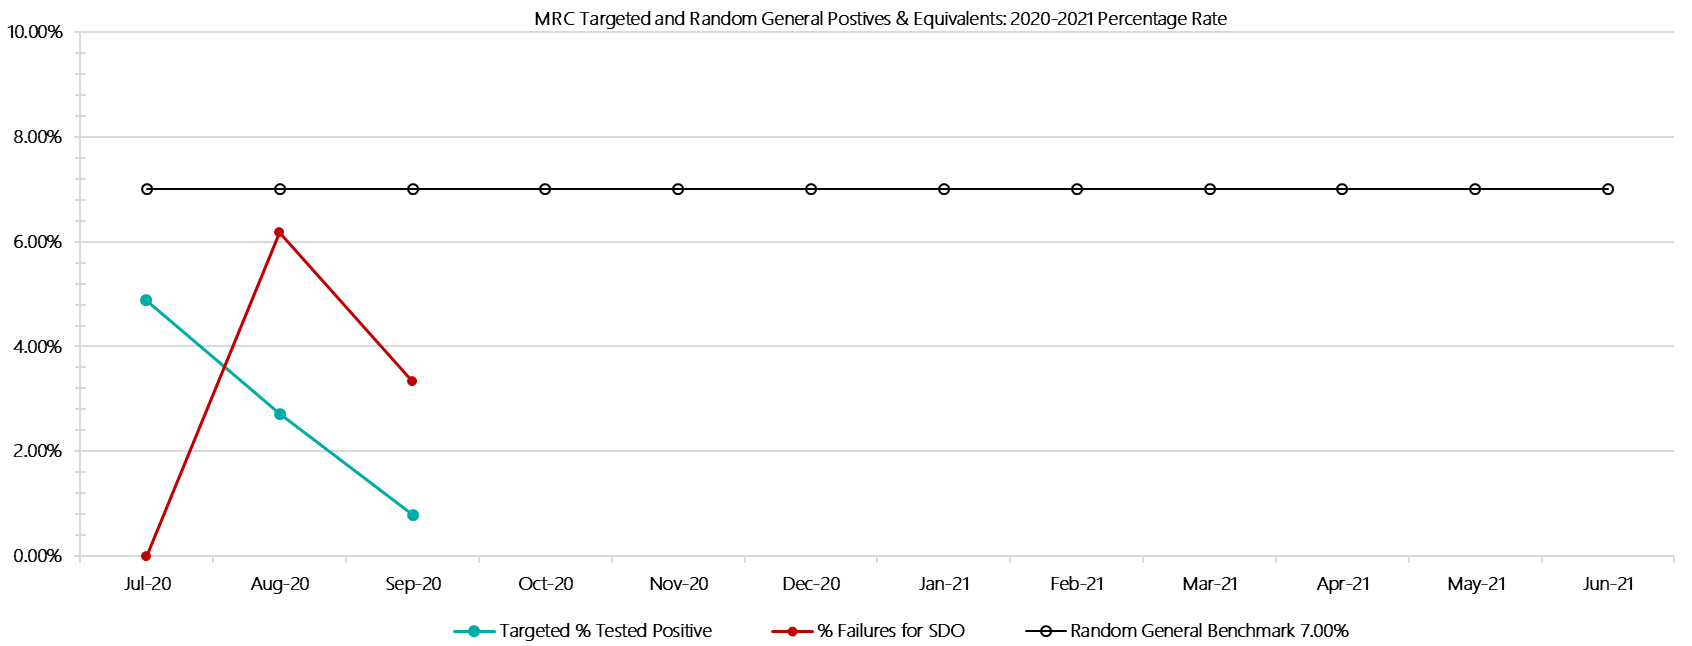 MRC Targeted and Random General Postives & Equivalents: 2020-2021 Percentage Rate
10.00%
8.00%
6.00%
4.00%
2.00%
0.00%
Jul-20 Aug-20 Sep-20 Oct-20 Nov-20 Dec-20 Jan-21 Feb-21 Mar-21 Apr-21 May-21 Jun-21
Targeted % Tested Positive % Failures for SDO Random General Benchmark 7.00%